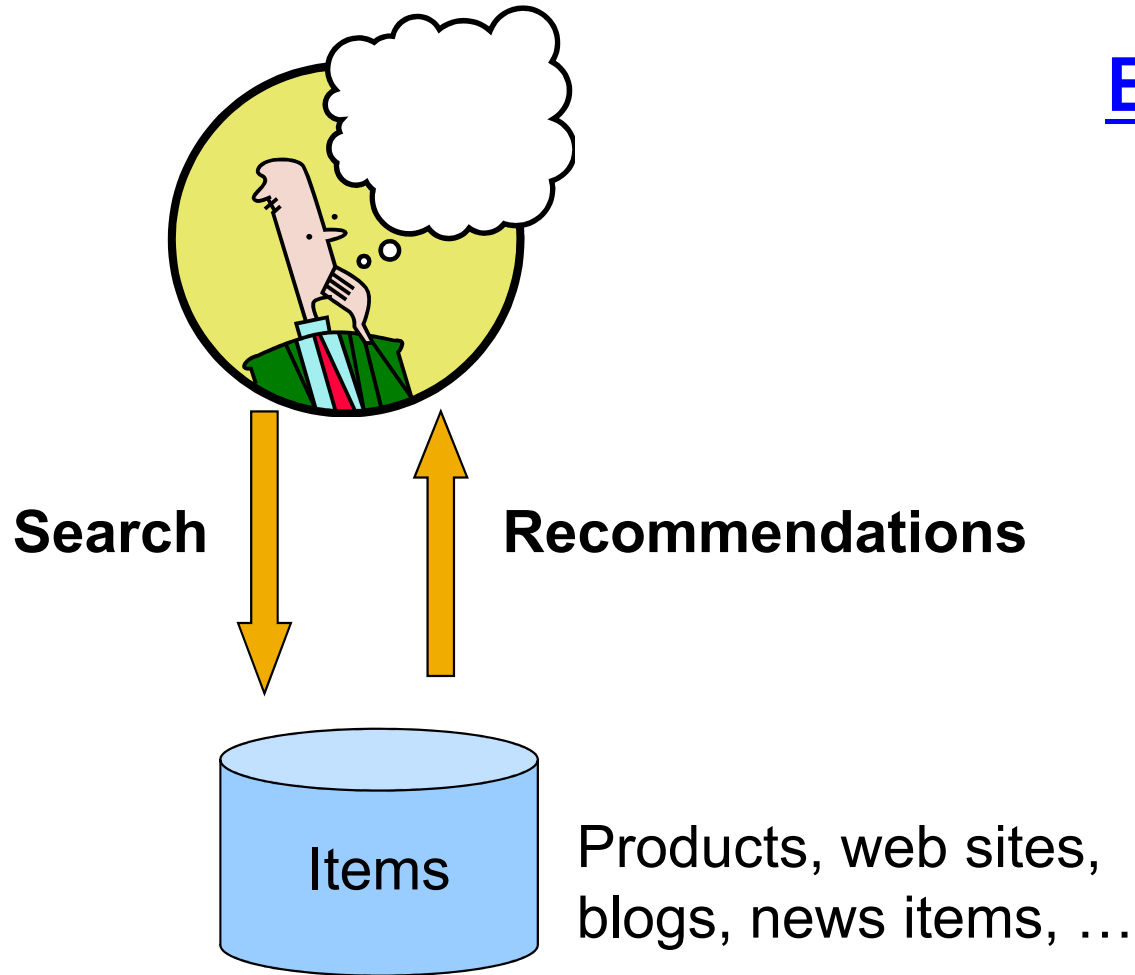 Search
Recommendations
Items
Products, web sites,
blogs, news items, …